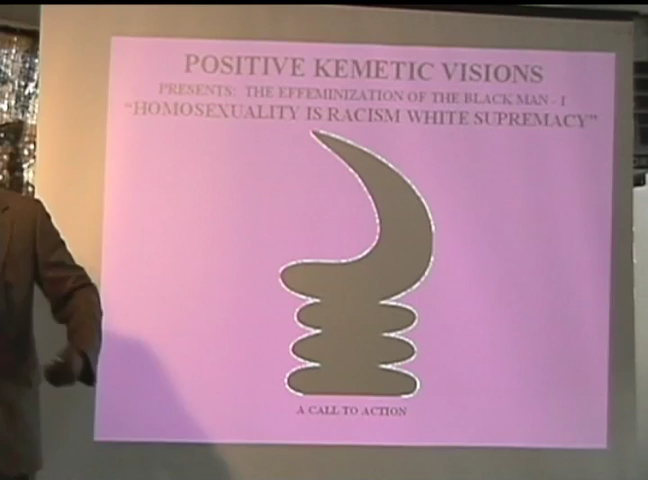 POSITIVE KEMETIC VISIONS
PRESENTS: THE EFFEMINIZATION OF THE BLACK MAN - I
"HOMOSEXUALITY IS RACISM WHITE SUPREMACY"
A CALL TO ACTION